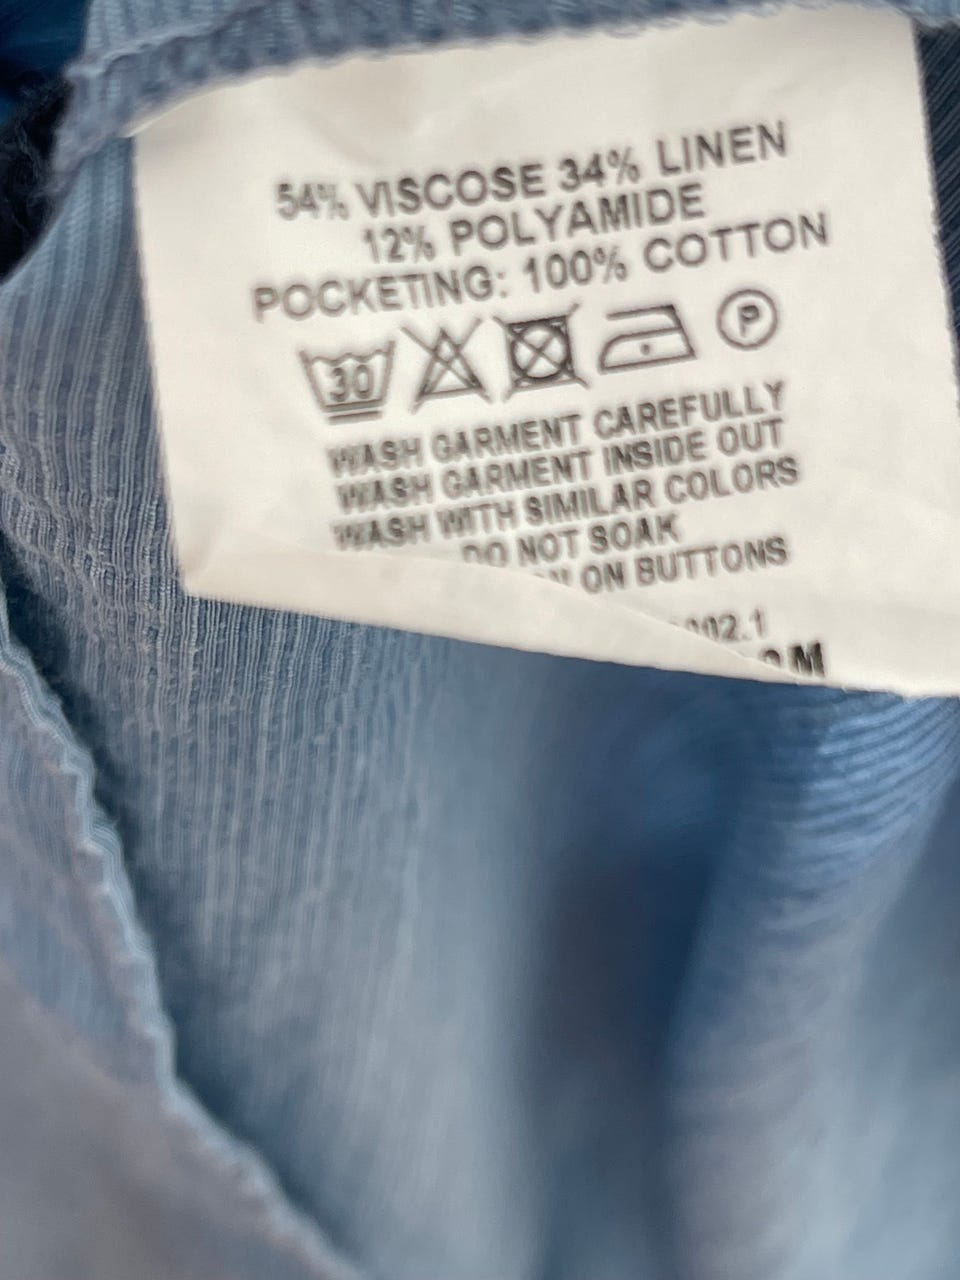 54% VISCOSE 34% LINEN
12% POLYAMIDE
POCKETING: 100% COTTON
30 P
WASH GARMENT CAREFULLY
WASH GARMENT INSIDE OUT
WASH WITH SIMILAR COLORS
DO NOT SOAK
ON BUTTONS